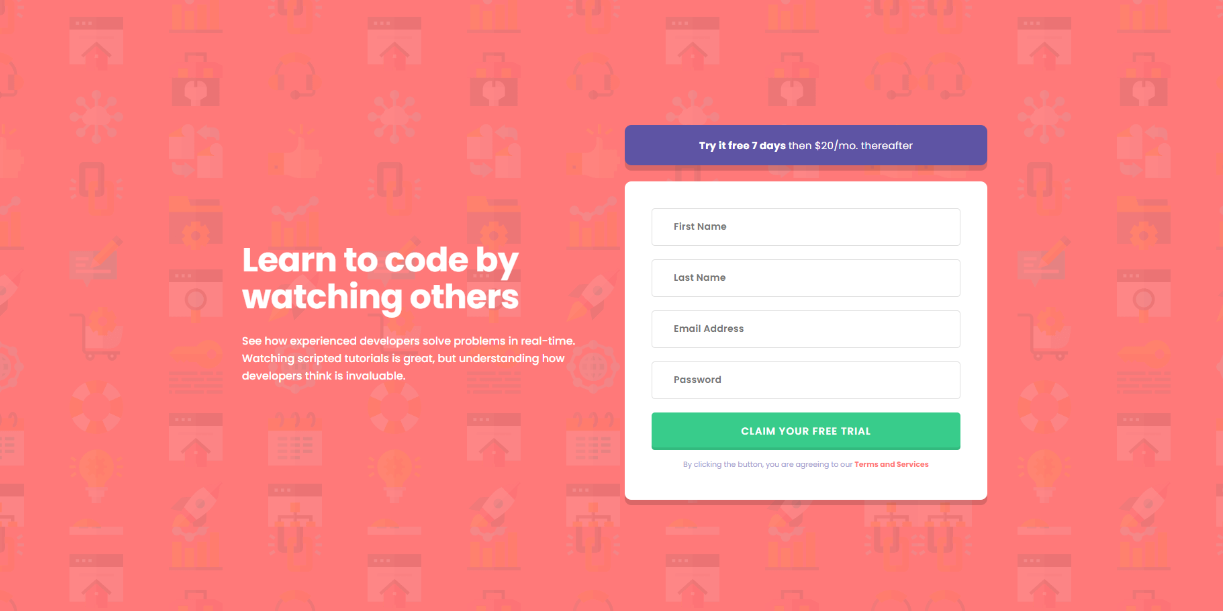 Try it free 7 days then $20/mo. thereafter
Learn to code by
watching others
See how experienced developers solve problems in real-time.
Watching scripted tutorials is great, but understanding how
developers think is invaluable.
First Name
Last Name
Email Address
Password
CLAIM YOUR FREE TRIAL
By clicking the button, you are agreeing to our Terms and Services